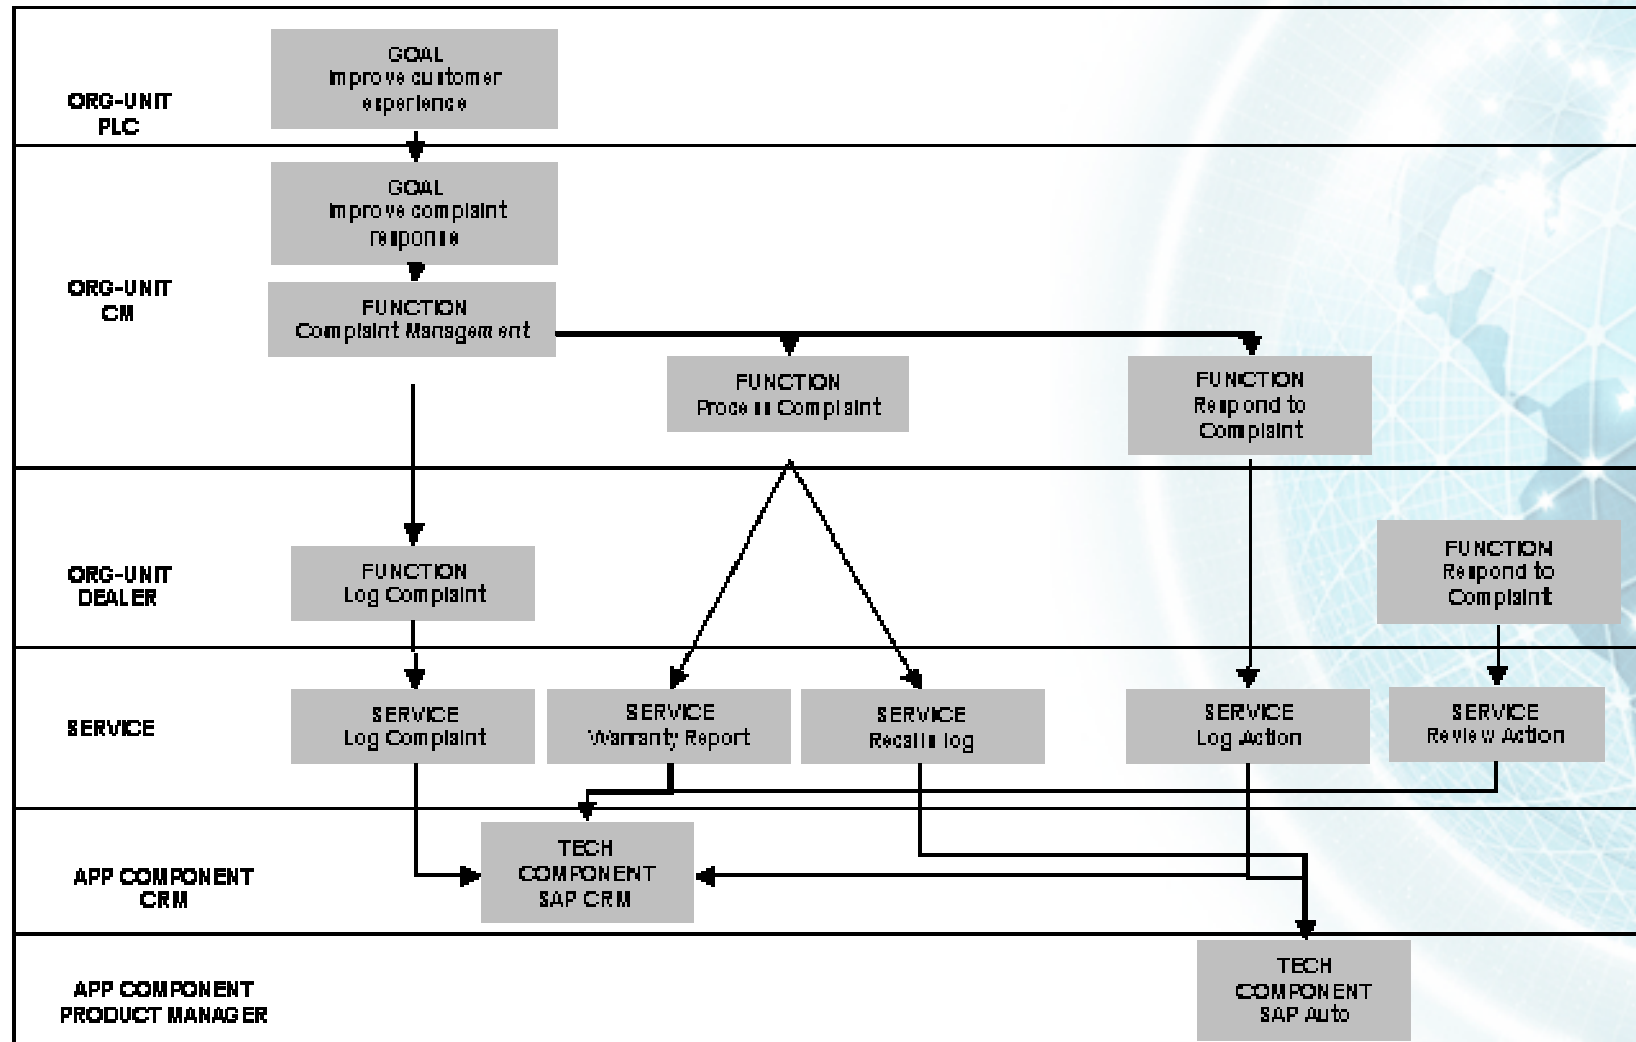 GOAL
Improve customer
experience
ORG-UNIT
PLC
GOAL
Improve complaint
response
ORG-UNIT
CM
FUNCTION
Complaint Management
FUNCTION
Process Complaint
FUNCTION
Respond to
Complaint
ORG-UNIT
DEALER
FUNCTION
Log Complaint
FUNCTION
Respond to
Complaint
SERVICE
SERVICE
Log Complaint
SERVICE
Warranty Report
SERVICE
Recalls log
SERVICE
Log Action
SERVICE
Review Action
APP COMPONENT
CRM
TECH
COMPONENT
SAP CRM
APP COMPONENT
PRODUCT MANAGER
TECH
COMPONENT
SAP Auto